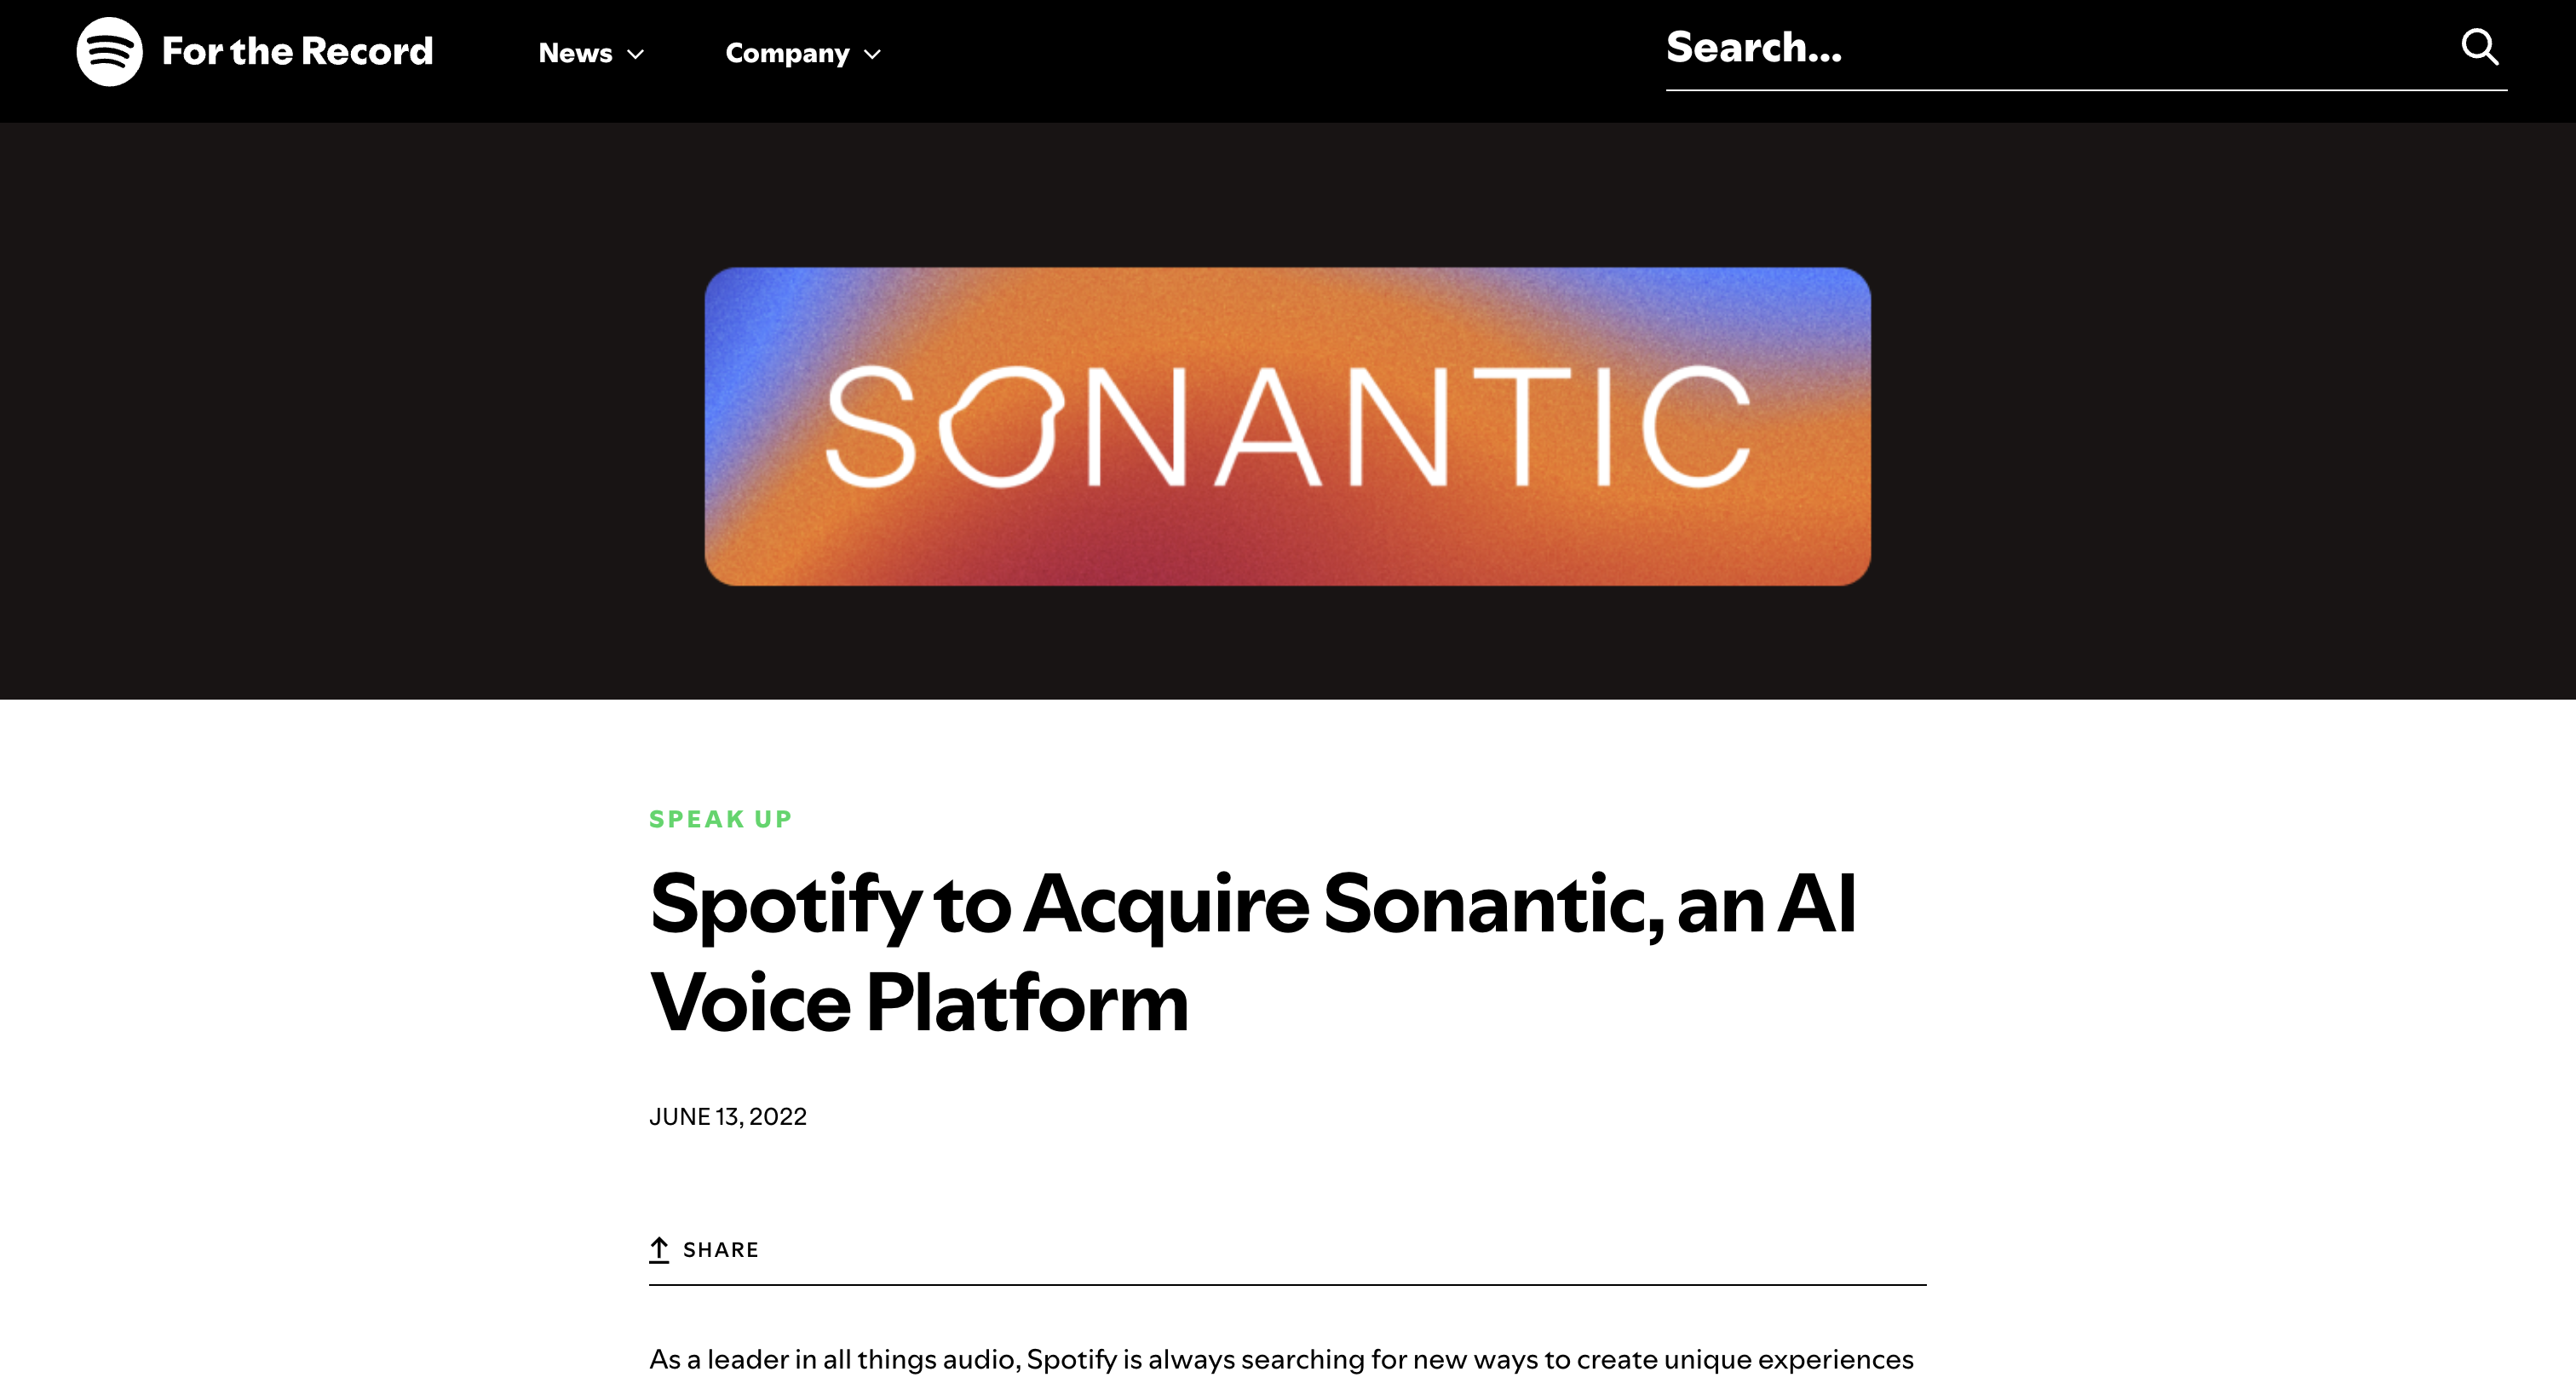 For the Record
News
Company
Search...
SONANTIC
SPEAK UP
Spotify to Acquire Sonantic, an AI
Voice Platform
JUNE 13, 2022
SHARE
As a leader in all things audio, Spotify is always searching for new ways to create unique experiences